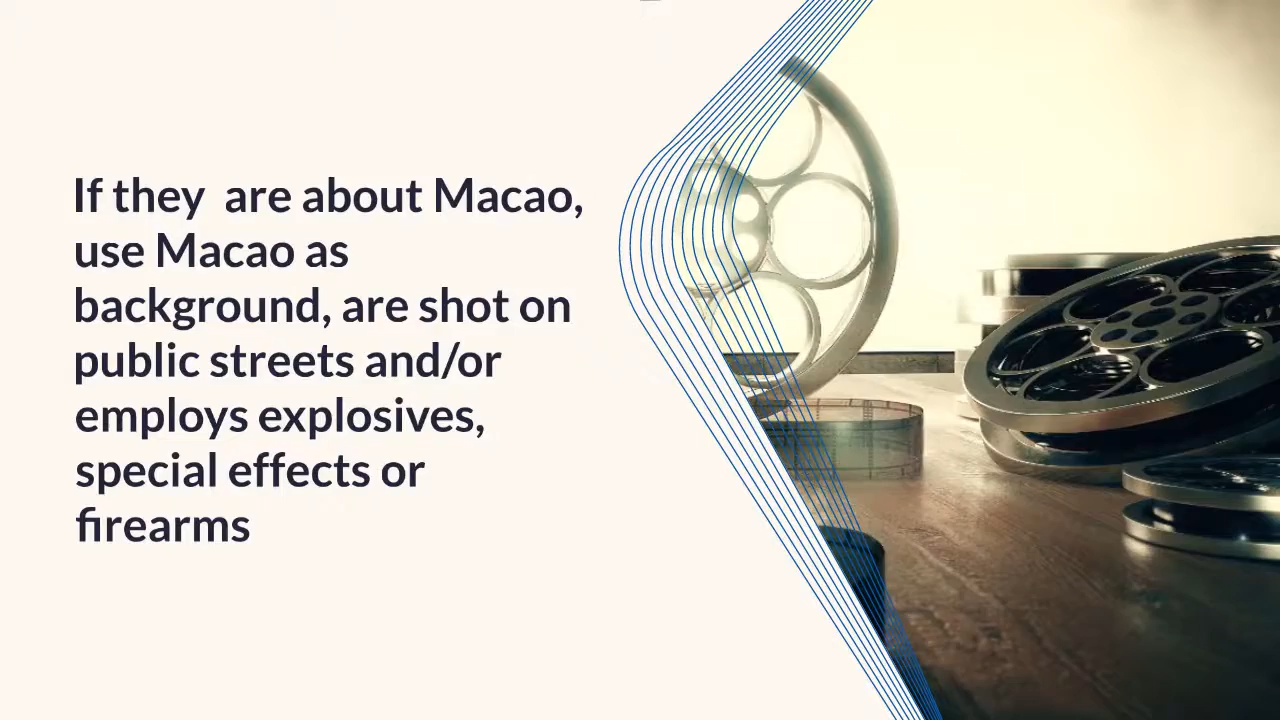 If they  are about Macao,
use Macao as
background, are shot on
public streets and/or
employs explosives,
special effects or
firearms